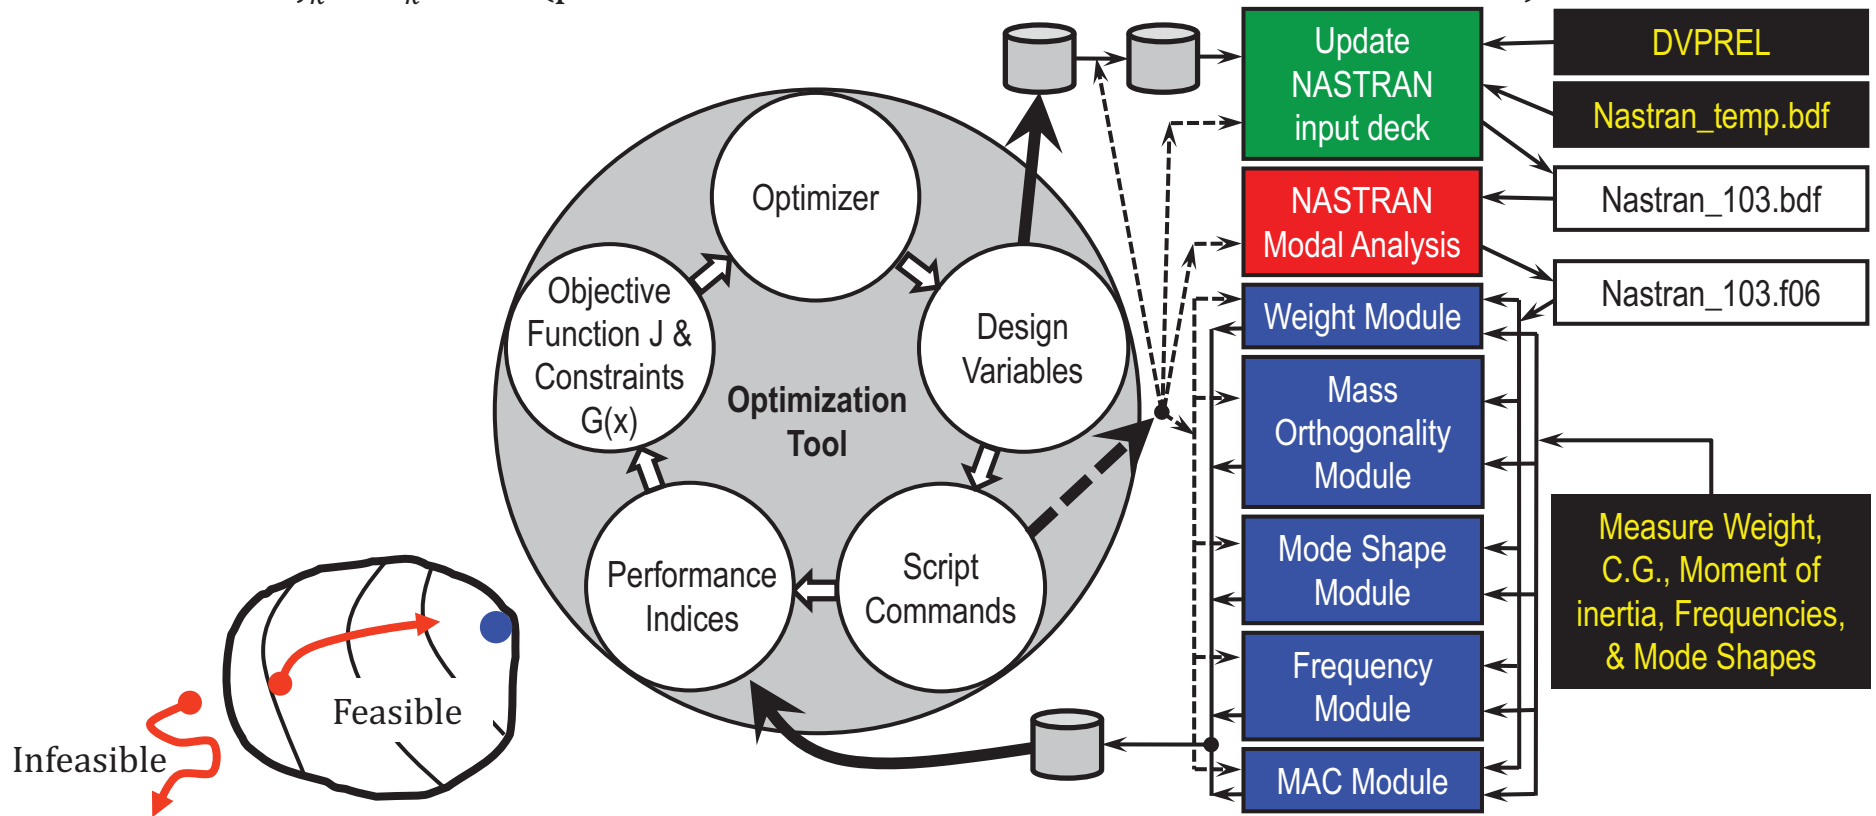 Update
NASTRAN
input deck
DVPREL
Nastran_temp.bdf
NASTRAN
Modal Analysis
Nastran_103.bdf
Nastran_103.f06
Weight Module
Mass
Orthogonality
Module
Mode Shape
Module
Frequency
Module
MAC Module
Measure Weight,
C.G., Moment of
inertia, Frequencies,
& Mode Shapes
Optimizer
Objective
Function J &
Constraints
G(x)
Design
Variables
Optimization
Tool
Performance
Indices
Script
Commands
Feasible
Infeasible